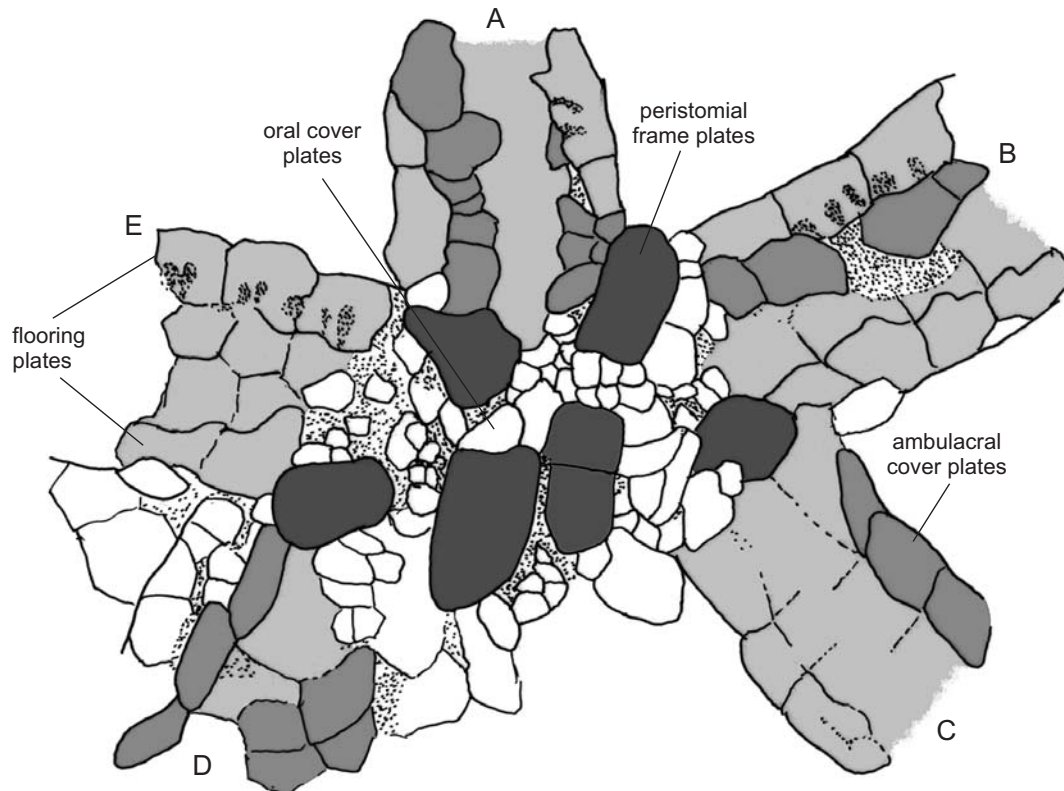 A
oral cover
plates
peristomial
frame plates
B
E
flooring
plates
ambulacral
cover plates
C
D